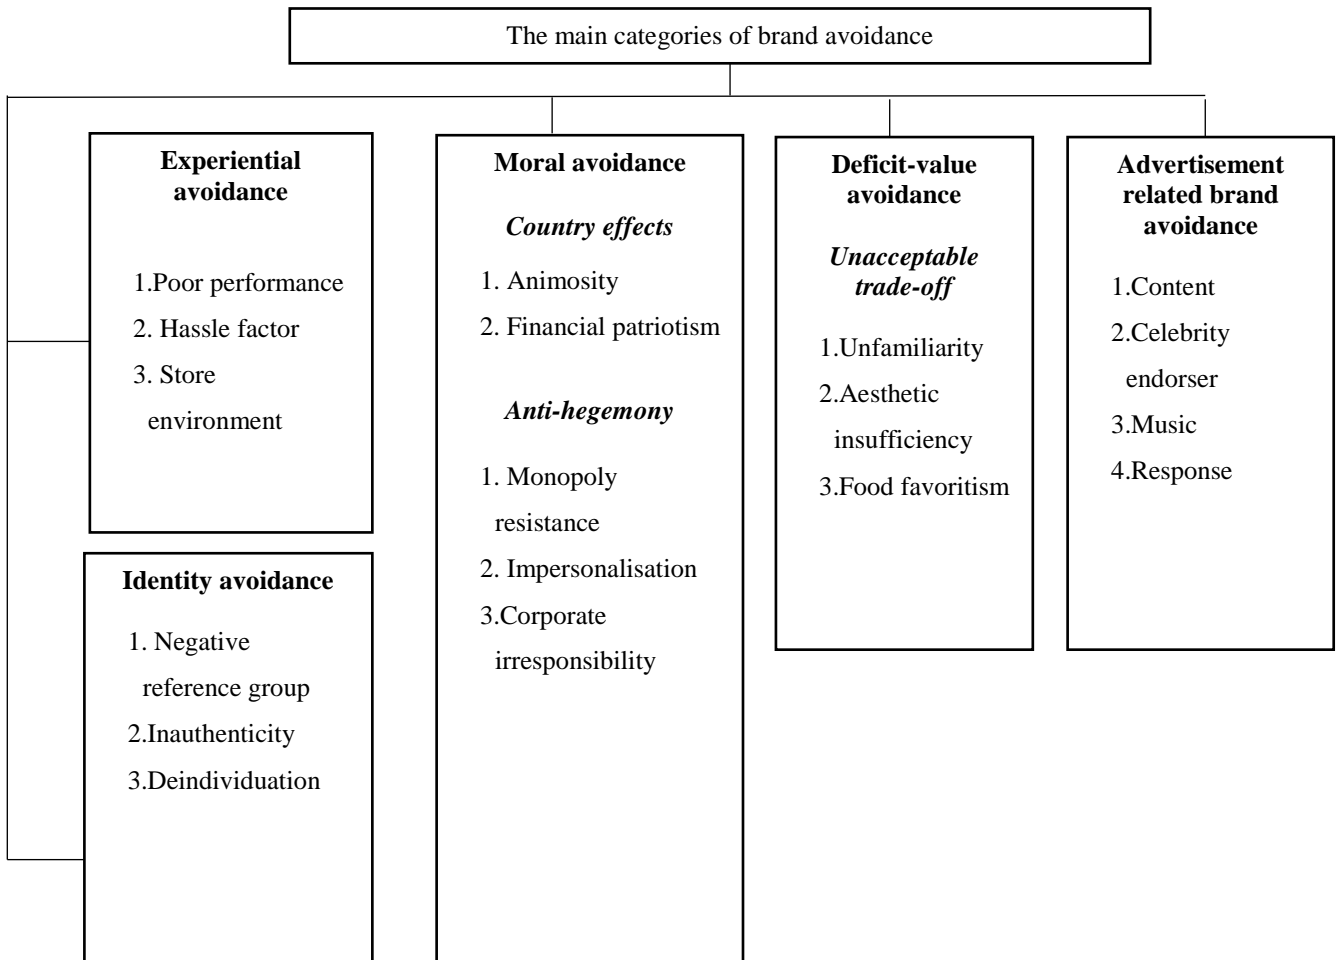 The main categories of brand avoidance
Experiential
avoidance
1.Poor performance
2. Hassle factor
3. Store
environment
Identity avoidance
1. Negative
reference group
2.Inauthenticity
3.Deindividuation
Moral avoidance
Country effects
1. Animosity
2. Financial patriotism
Anti-hegemony
1. Monopoly
resistance
2. Impersonalisation
3.Corporate
irresponsibility
Deficit-value
avoidance
Unacceptable
trade-off
1.Unfamiliarity
2.Aesthetic
insufficiency
3.Food favoritism
Advertisement
related brand
avoidance
1.Content
2.Celebrity
endorser
3.Music
4.Response